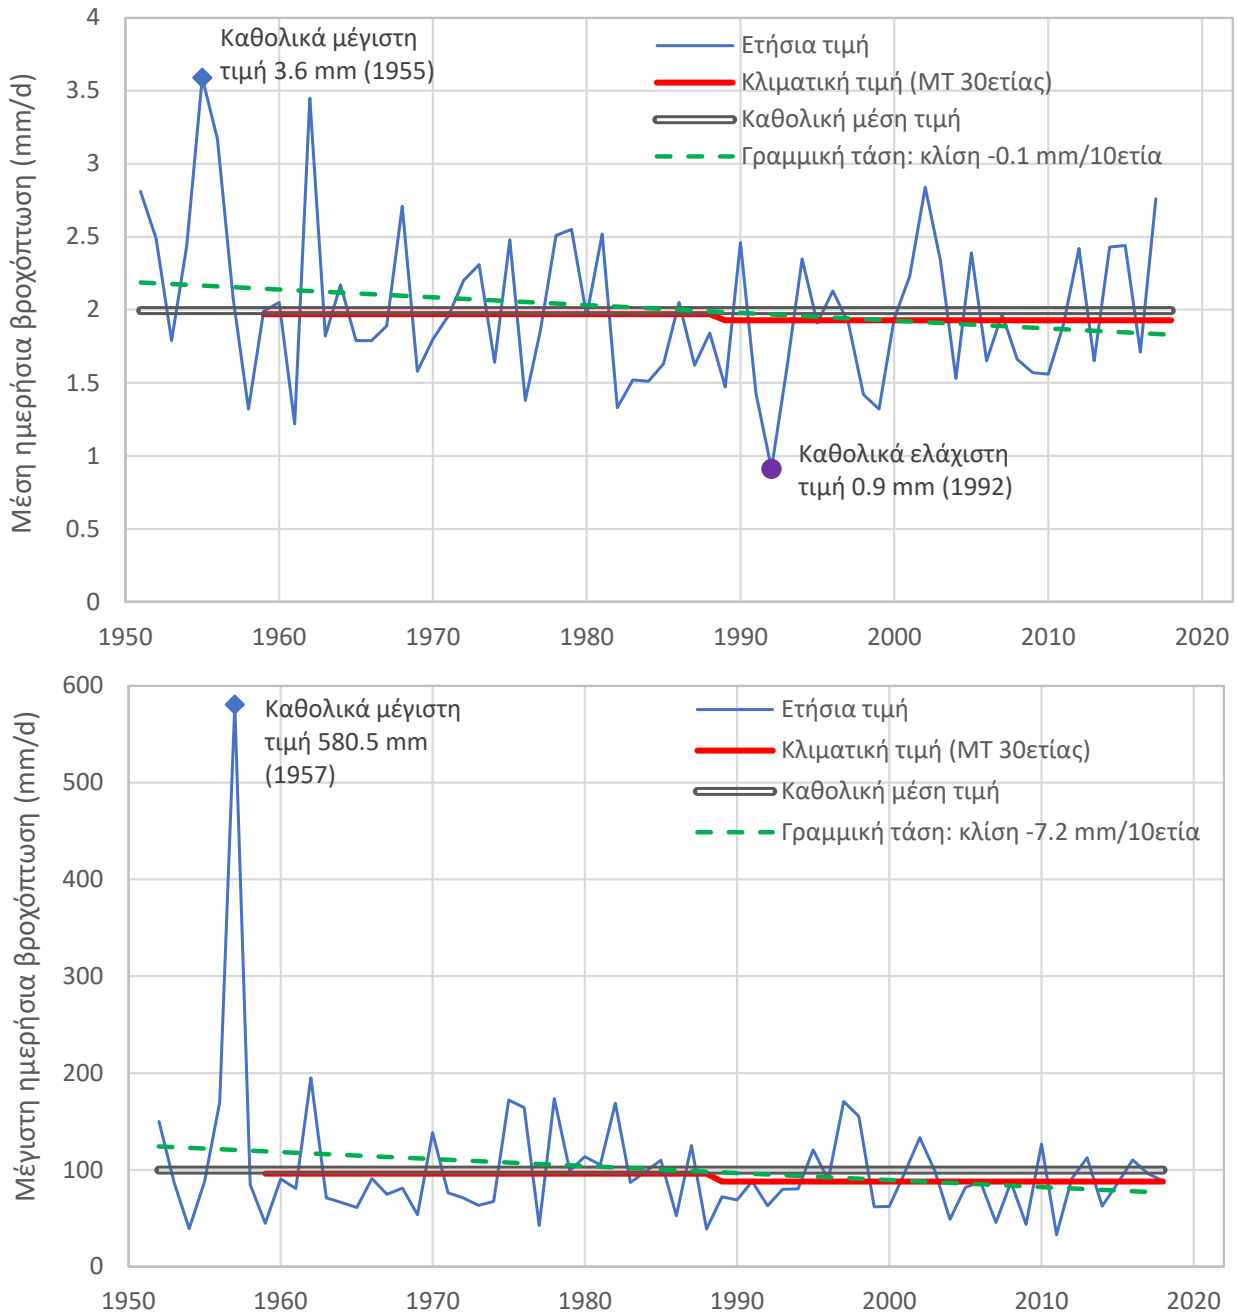 Μέση ημερήσια βροχόπτωση (mm/d)
4
3.5
3
2.5
2
1.5
1
0.5
0
Καθολικά μέγιστη
τιμή 3.6 mm (1955)
Ετήσια τιμή
Κλιματική τιμή (ΜΤ 30ετίας)
Καθολική μέση τιμή
Γραμμική τάση: κλίση -0.1 mm/10ετία
Καθολικά ελάχιστη
τιμή 0.9 mm (1992)
1950 1960 1970 1980 1990 2000 2010 2020
Μέγιστη ημερήσια βροχόπτωση (mm/d)
600
500
400
300
200
100
0
Καθολικά μέγιστη
τιμή 580.5 mm
(1957)
Ετήσια τιμή
Κλιματική τιμή (ΜΤ 30ετίας)
Καθολική μέση τιμή
Γραμμική τάση: κλίση -7.2 mm/10ετία
1950 1960 1970 1980 1990 2000 2010 2020